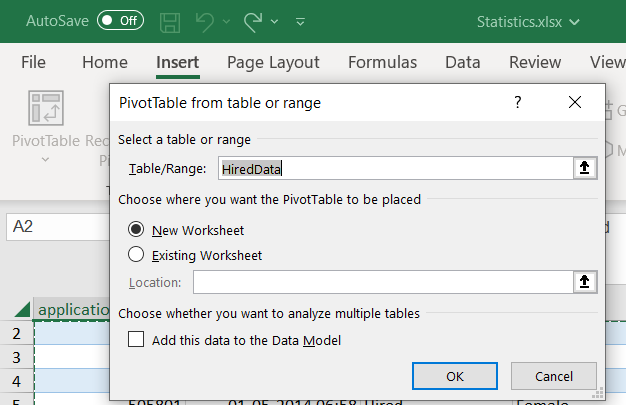 AutoSave Off Statistics.xlsx
File Home Insert Page Layout Formulas Data Review View
PivotTable from table or range ?
Select a table or range
Table/Range: HiredData
Choose where you want the PivotTable to be placed
New Worksheet
Existing Worksheet
Location:
Choose whether you want to analyze multiple tables
Add this data to the Data Model
OK Cancel
PivotTable
A2
2
3
4
5